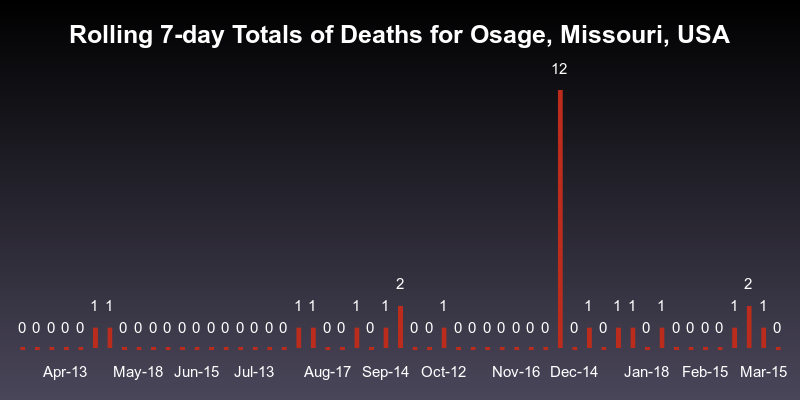 Rolling 7-day Totals of Deaths for Osage, Missouri, USA
12
2 2
1 1 1 1 1 1 1 1 1 1 1 1 1
0 0 0 0 0 0 0 0 0 0 0 0 0 0 0 0 0 0 0 0 0 0 0 0 0 0 0 0 0 0 0 0 0 0 0 0 0
Apr-13 May-18 Jun-15 Jul-13 Aug-17 Sep-14 Oct-12 Nov-16 Dec-14 Jan-18 Feb-15 Mar-15